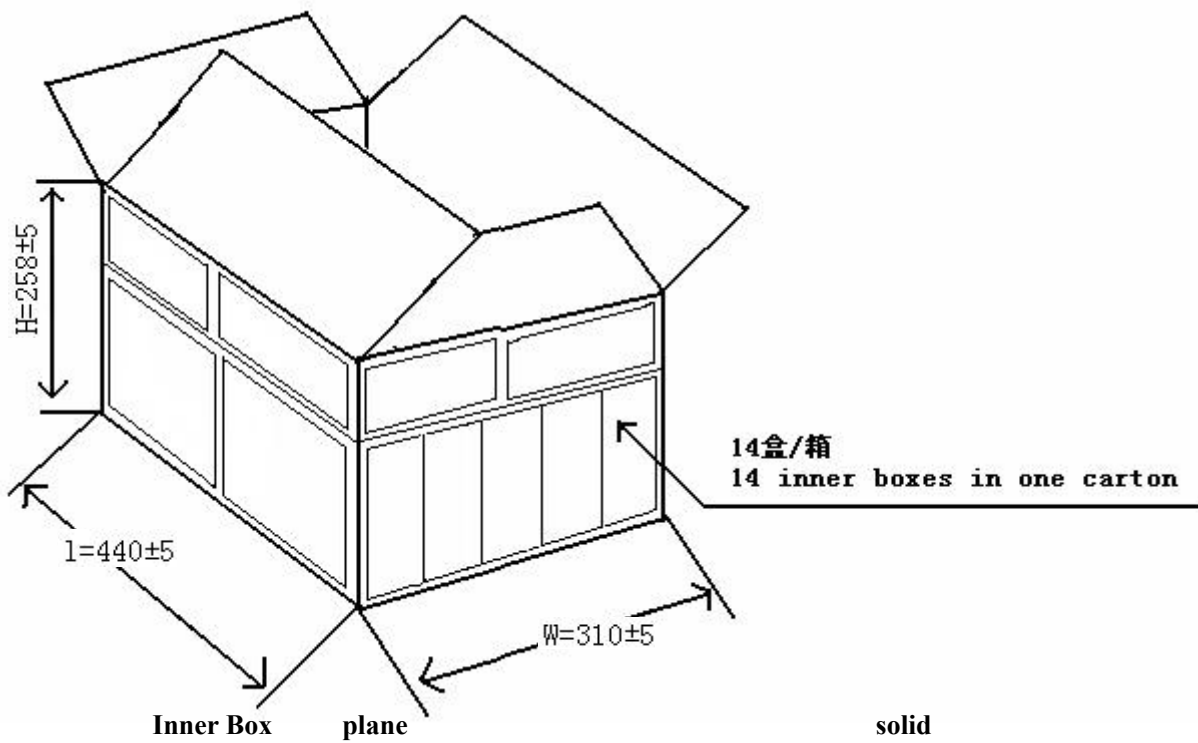 H=258±5
14盒/箱
14 inner boxes in one carton
l=440±5
W=310±5
Inner Box plane solid